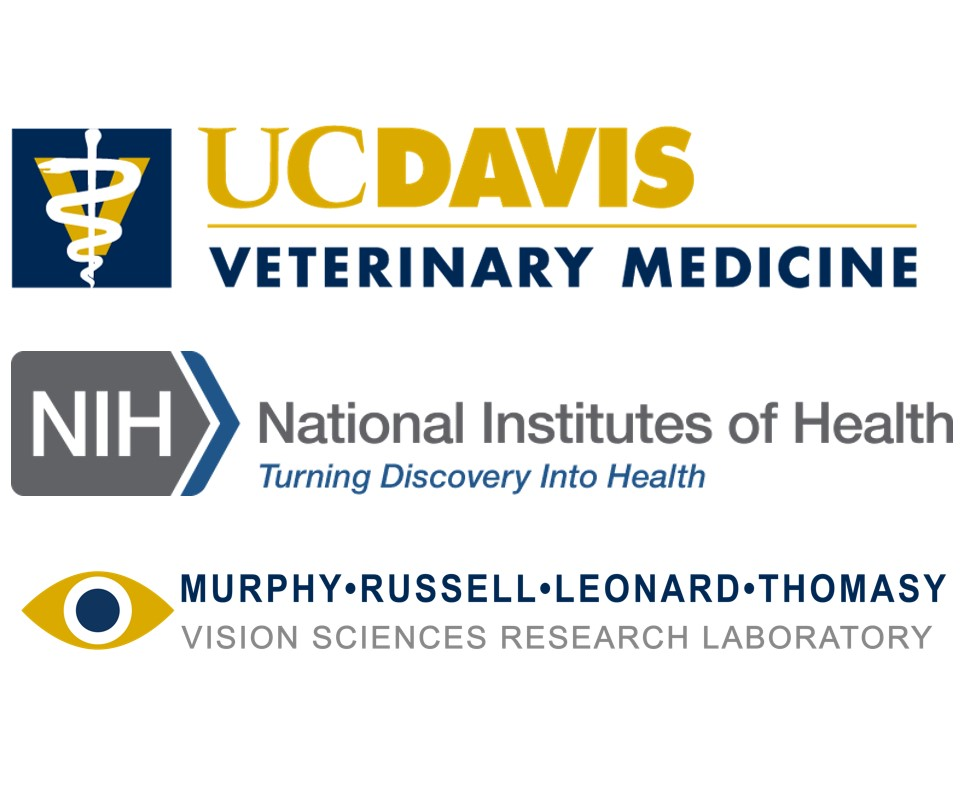 UCDAVIS
VETERINARY MEDICINE
NIH
National Institutes of Health
Turning Discovery Into Health
MURPHY•RUSSELL•LEONARD•THOMASY
VISION SCIENCES RESEARCH LABORATORY